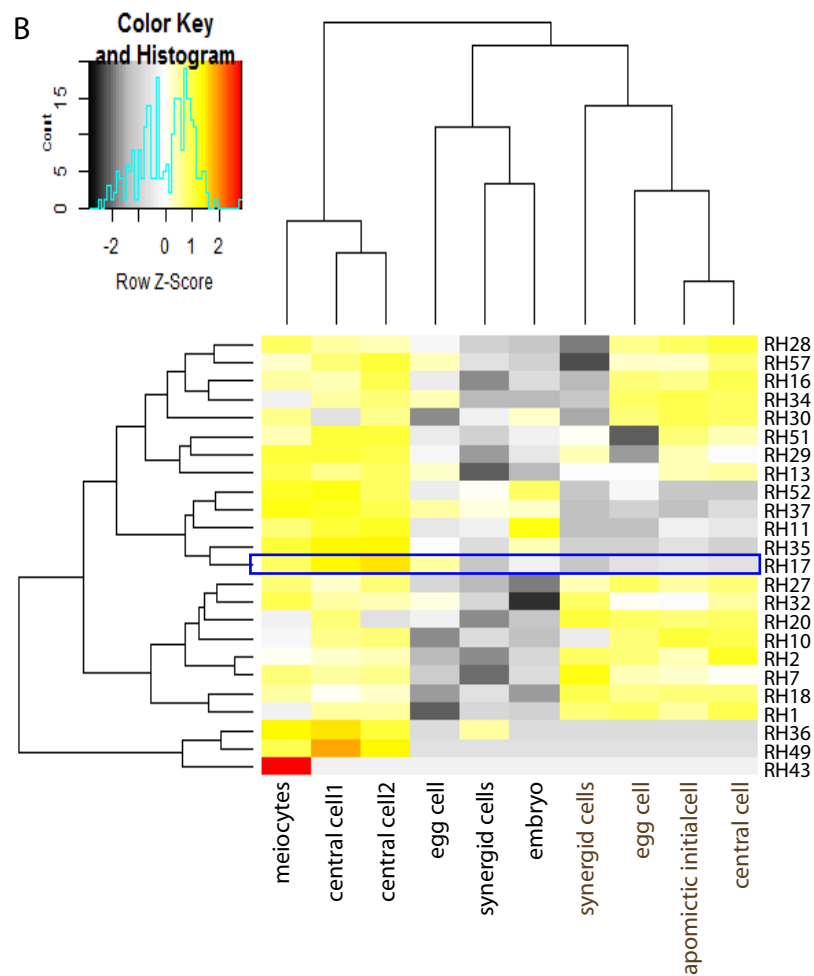 B
Color Key
and Histogram
Count
0 5 15
-2 0 1 2
Row Z-Score
RH28
RH57
RH16
RH34
RH30
RH51
RH29
RH13
RH52
RH37
RH11
RH35
RH17
RH27
RH32
RH20
RH10
RH2
RH7
RH18
RH1
RH36
RH49
RH43
meiocytes
central cell1
central cell2
egg cell
synergid cells
embryo
synergid cells
egg cell
apomictic initialcell
central cell